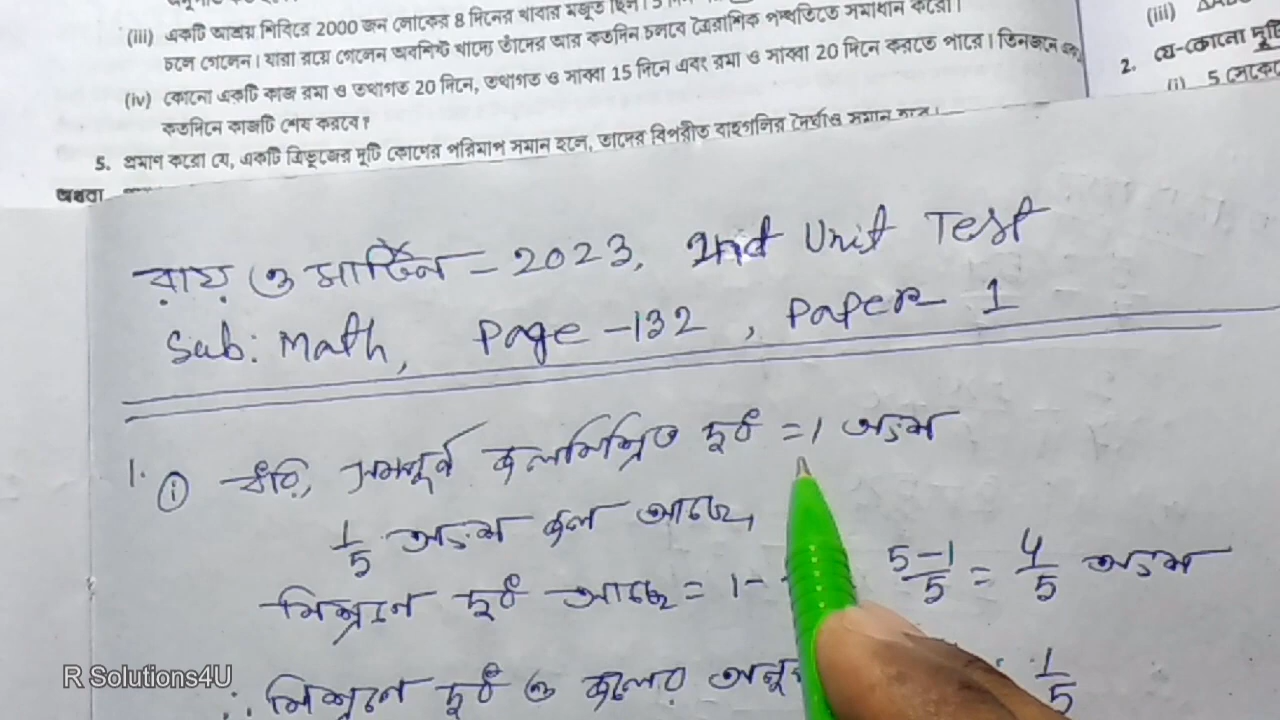 (iii) একটি আশ্রয় শিবিরে 2000 জন লোকের 8 দিনের খাবার মজুত ছিল।
চলে গেলেন। যারা রয়ে গেলেন অবশিষ্ট খাদ্যে তাঁদের আর কতদিন চলবে ত্রৈরাশিক পদ্ধতিতে সমাধান করো।
(iv) কোনো একটি কাজ রমা ও তথাগত 20 দিনে, তথাগত ও সাব্বা 15 দিনে এবং রমা ও সাব্বা 20 দিনে করতে পারে। তিনজনে
কতদিনে কাজটি শেষ করবে?
5. প্রমাণ করো যে, একটি ত্রিভুজের দুটি কোণের পরিমাপ সমান হলে, তাদের বিপরীত বাহুগুলির দৈর্ঘ্যও সমান হবে।
অথবা
(iii)
2. যে-কোনো দুটি
(i) 5
রায় ও মার্টিন – 2023, 2nd Unit Test
Sub: Math, Page – 132, Paper – 1
1. (i) ধরি, সম্পূর্ণ জলমিশ্রিত দুধ = 1 অংশ
1/5 অংশ জল আছে,
মিশ্রণে দুধ আছে = 1 – 5–1/5 = 4/5 অংশ
∴ মিশ্রণে দুধ ও জলের : 1/5
R Solutions4U